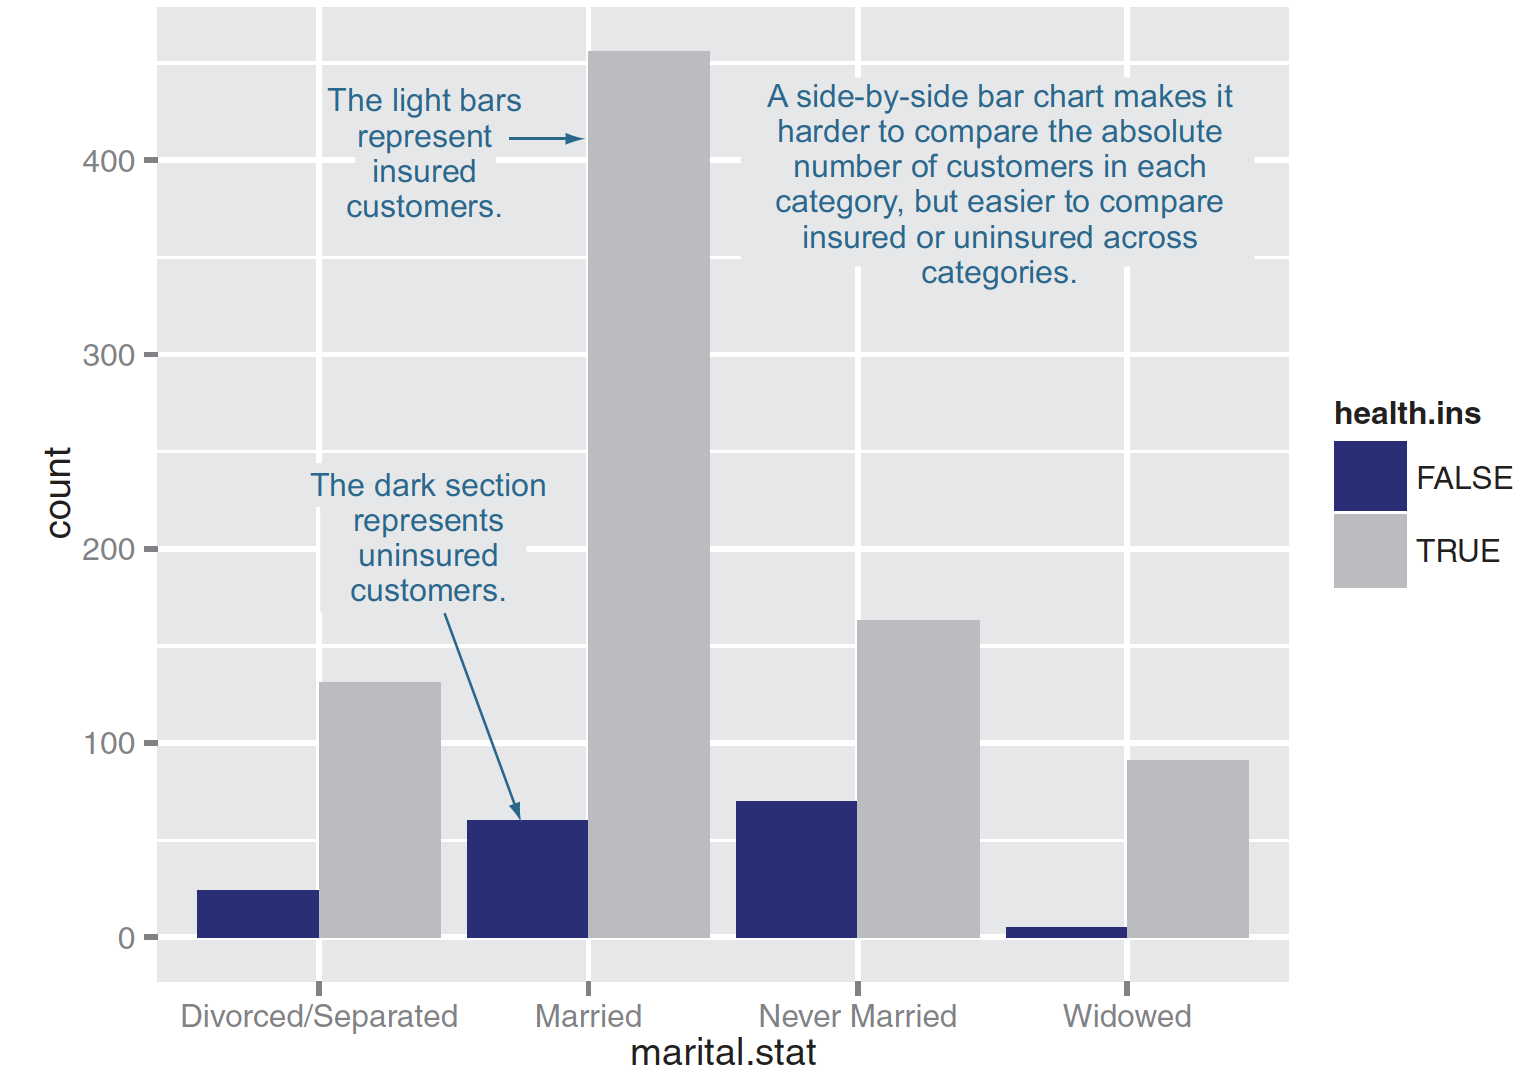 The light bars
represent
insured
customers.
A side-by-side bar chart makes it
harder to compare the absolute
number of customers in each
category, but easier to compare
insured or uninsured across
categories.
The dark section
represents
uninsured
customers.
400
300
200
100
0
count
Divorced/Separated
Married
Never Married
Widowed
marital.stat
health.ins
FALSE
TRUE